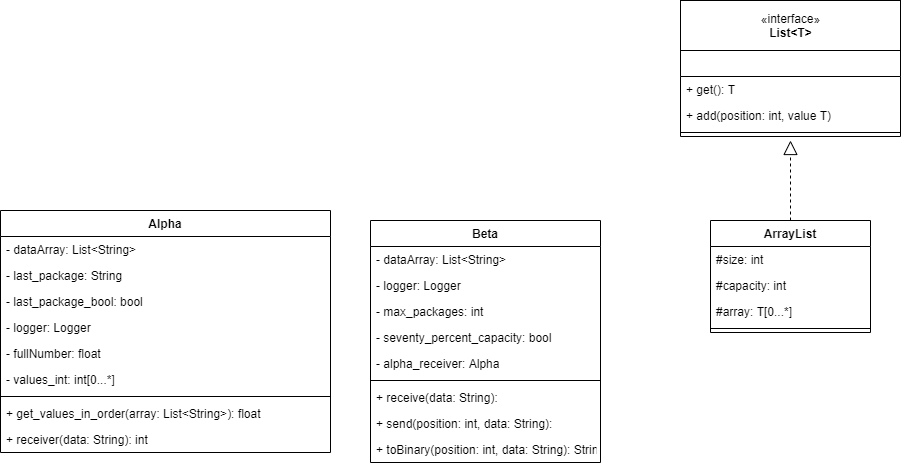 «interface»
List<T>
+ get(): T
+ add(position: int, value T)
Alpha
- dataArray: List<String>
- last_package: String
- last_package_bool: bool
- logger: Logger
- fullNumber: float
- values_int: int[0...*]
+ get_values_in_order(array: List<String>): float
+ receiver(data: String): int
Beta
- dataArray: List<String>
- logger: Logger
- max_packages: int
- seventy_percent_capacity: bool
- alpha_receiver: Alpha
+ receive(data: String):
+ send(position: int, data: String):
+ toBinary(position: int, data: String): Strin
ArrayList
#size: int
#capacity: int
#array: T[0...*]